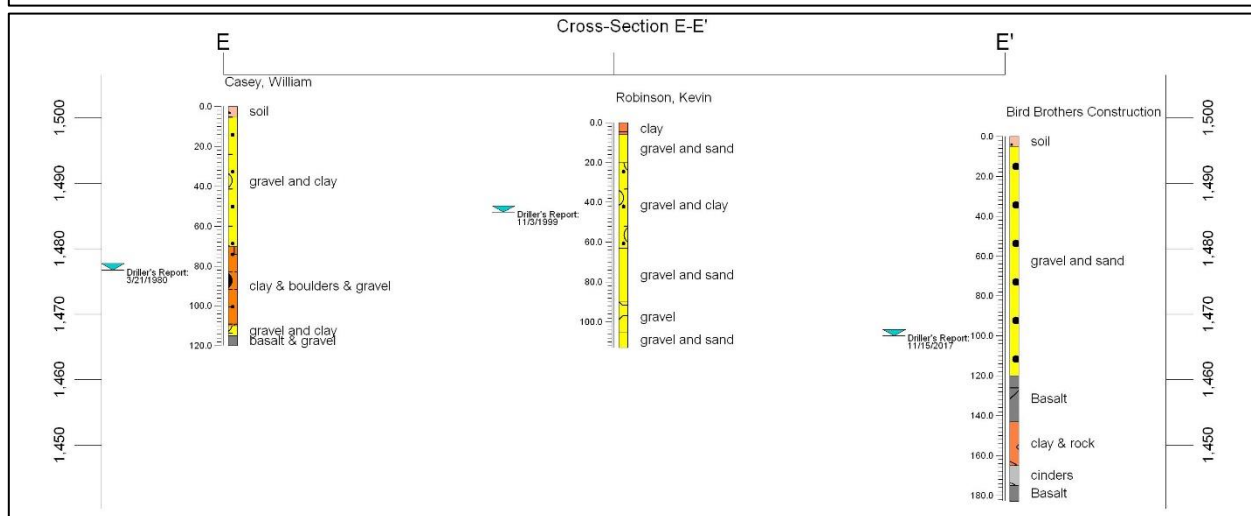 Cross-Section E-E'
E
E'
Casey, William
Robinson, Kevin
Bird Brothers Construction
1,500
1,490
1,480
1,470
1,460
1,450
Driller's Report:
3/21/1980
0.0
20.0
40.0
60.0
80.0
100.0
120.0
soil
gravel and clay
clay & boulders & gravel
gravel and clay
basalt & gravel
Driller's Report:
11/3/1999
0.0
20.0
40.0
60.0
80.0
100.0
clay
gravel and sand
gravel and clay
gravel and sand
gravel
gravel and sand
Driller's Report:
11/15/2017
0.0
20.0
40.0
60.0
80.0
100.0
120.0
140.0
160.0
180.0
soil
gravel and sand
Basalt
clay & rock
cinders
Basalt
1,500
1,490
1,480
1,470
1,460
1,450